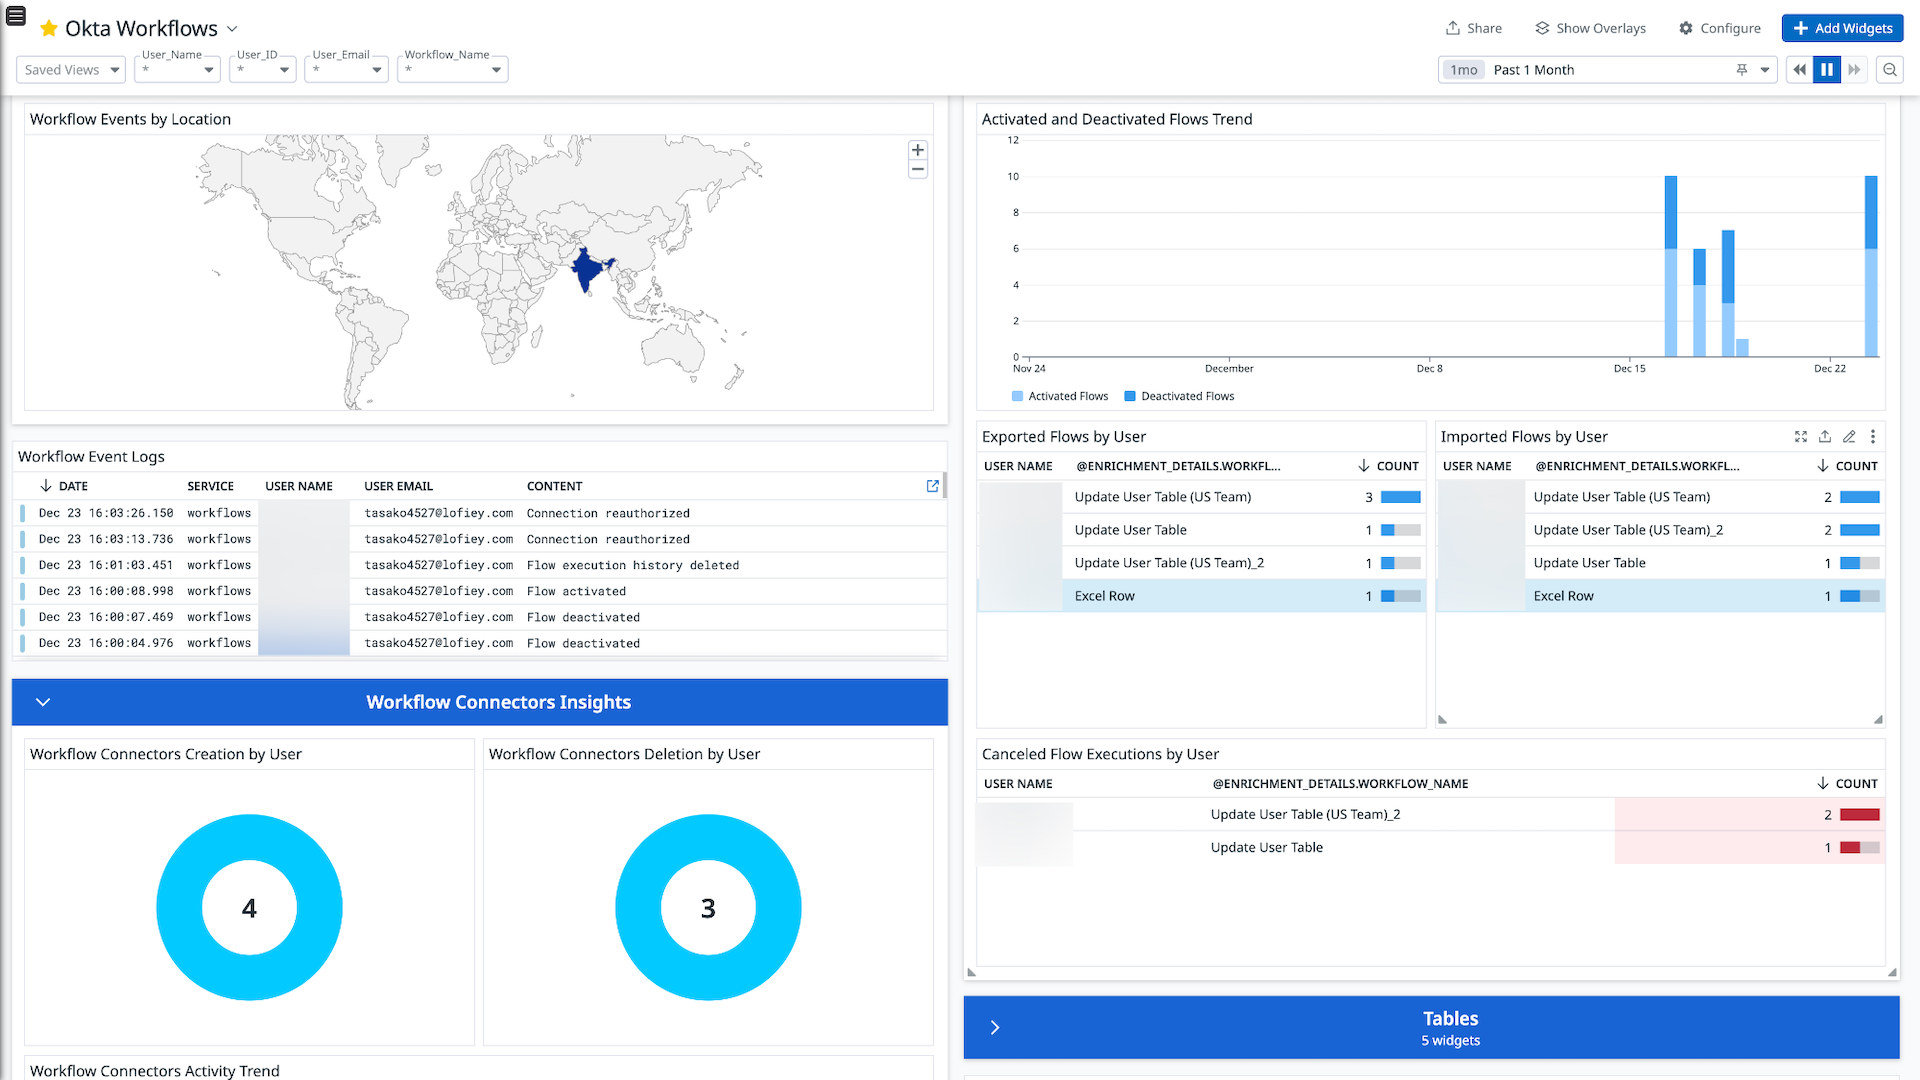 Okta Workflows
Share
Show Overlays
Configure
Add Widgets
Saved Views
User_Name
*
User_ID
*
User_Email
*
Workflow_Name
*
1mo Past 1 Month
Workflow Events by Location
+
−
Activated and Deactivated Flows Trend
12
10
8
6
4
2
0
Nov 24 December Dec 8 Dec 15 Dec 22
Activated Flows Deactivated Flows
Workflow Event Logs
DATE SERVICE USER NAME USER EMAIL CONTENT
Dec 23 16:03:26.150 workflows tasako4527@lofiey.com Connection reauthorized
Dec 23 16:03:13.736 workflows tasako4527@lofiey.com Connection reauthorized
Dec 23 16:01:03.451 workflows tasako4527@lofiey.com Flow execution history deleted
Dec 23 16:00:08.998 workflows tasako4527@lofiey.com Flow activated
Dec 23 16:00:07.469 workflows tasako4527@lofiey.com Flow deactivated
Dec 23 16:00:04.976 workflows tasako4527@lofiey.com Flow deactivated
Exported Flows by User
USER NAME @ENRICHMENT_DETAILS.WORKFL... COUNT
Update User Table (US Team) 3
Update User Table 1
Update User Table (US Team)_2 1
Excel Row 1
Imported Flows by User
USER NAME @ENRICHMENT_DETAILS.WORKFL... COUNT
Update User Table (US Team) 2
Update User Table (US Team)_2 2
Update User Table 1
Excel Row 1
Workflow Connectors Insights
Workflow Connectors Creation by User
4
Workflow Connectors Deletion by User
3
Canceled Flow Executions by User
USER NAME @ENRICHMENT_DETAILS.WORKFLOW_NAME COUNT
Update User Table (US Team)_2 2
Update User Table 1
Tables
5 widgets
Workflow Connectors Activity Trend